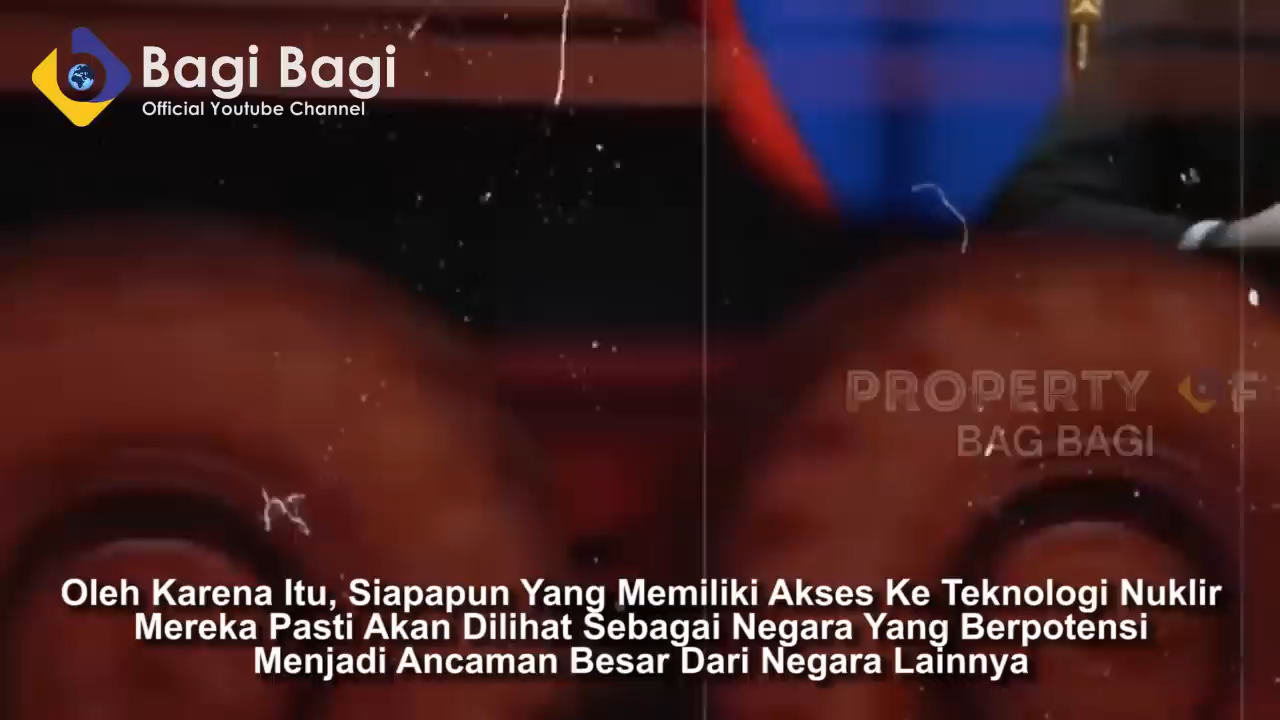 Bagi Bagi
Official Youtube Channel
PROPERTY OF
BAG BAGI
Oleh Karena Itu, Siapapun Yang Memiliki Akses Ke Teknologi Nuklir
Mereka Pasti Akan Dilihat Sebagai Negara Yang Berpotensi
Menjadi Ancaman Besar Dari Negara Lainnya